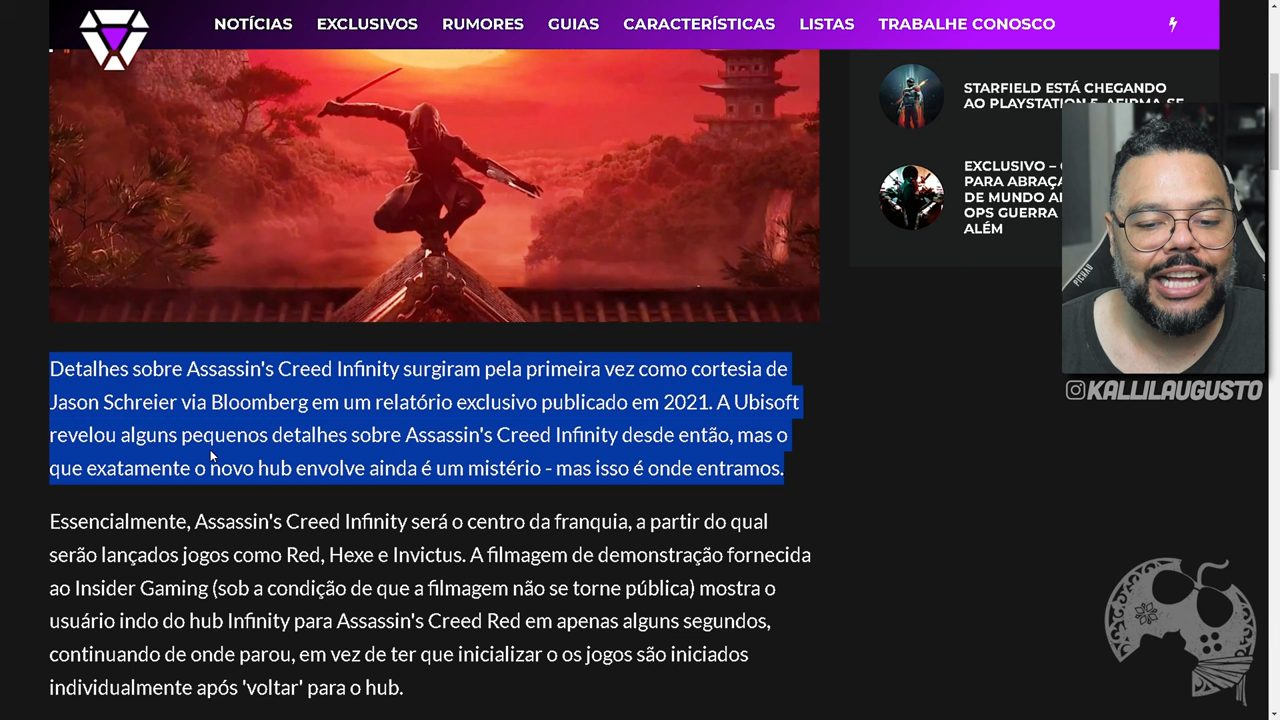 NOTÍCIAS EXCLUSIVOS RUMORES GUIAS CARACTERÍSTICAS LISTAS TRABALHE CONOSCO
STARFIELD ESTÁ CHEGANDO
AO PLAYSTATION 5, AFIRMA-SE
EXCLUSIVO –
PARA ABRAÇA
DE MUNDO
OPS GUERRA
ALÉM
PICHAU
KALLILAUGUSTO
Detalhes sobre Assassin's Creed Infinity surgiram pela primeira vez como cortesia de
Jason Schreier via Bloomberg em um relatório exclusivo publicado em 2021. A Ubisoft
revelou alguns pequenos detalhes sobre Assassin's Creed Infinity desde então, mas o
que exatamente o novo hub envolve ainda é um mistério - mas isso é onde entramos.
Essencialmente, Assassin's Creed Infinity será o centro da franquia, a partir do qual
serão lançados jogos como Red, Hexe e Invictus. A filmagem de demonstração fornecida
ao Insider Gaming (sob a condição de que a filmagem não se torne pública) mostra o
usuário indo do hub Infinity para Assassin's Creed Red em apenas alguns segundos,
continuando de onde parou, em vez de ter que inicializar o os jogos são iniciados
individualmente após 'voltar' para o hub.